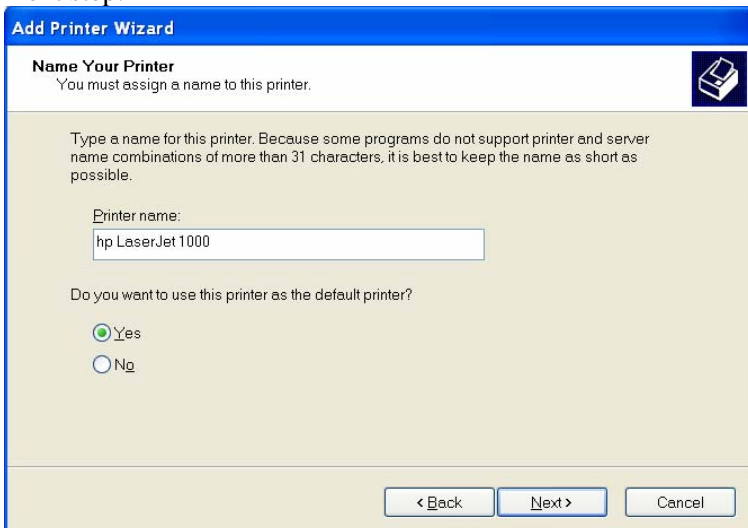 Add Printer Wizard
Name Your Printer
You must assign a name to this printer.
Type a name for this printer. Because some programs do not support printer and server
name combinations of more than 31 characters, it is best to keep the name as short as
possible.
Printer name:
hp LaserJet 1000
Do you want to use this printer as the default printer?
Yes
No
< Back
Next >
Cancel